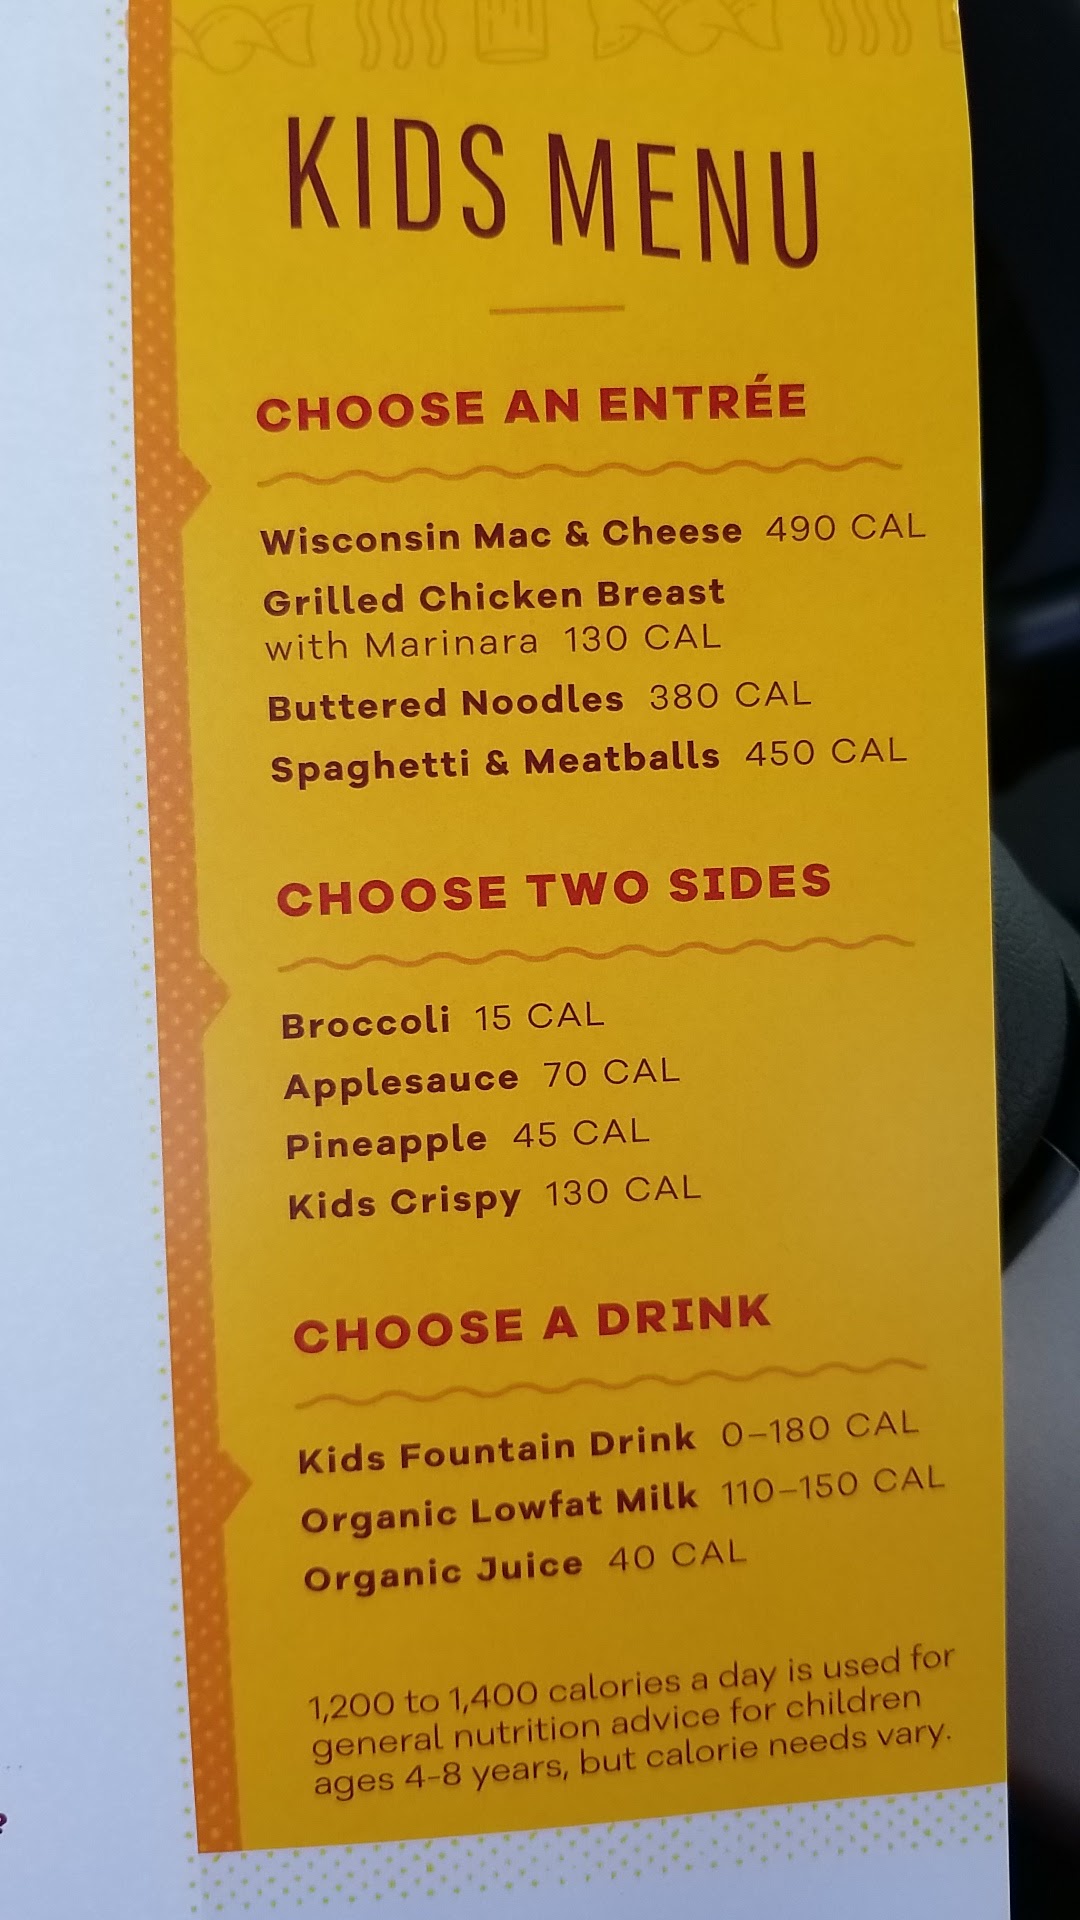 KIDS MENU
CHOOSE AN ENTRÉE
Wisconsin Mac & Cheese 490 CAL
Grilled Chicken Breast
with Marinara 130 CAL
Buttered Noodles 380 CAL
Spaghetti & Meatballs 450 CAL
CHOOSE TWO SIDES
Broccoli 15 CAL
Applesauce 70 CAL
Pineapple 45 CAL
Kids Crispy 130 CAL
CHOOSE A DRINK
Kids Fountain Drink 0–180 CAL
Organic Lowfat Milk 110–150 CAL
Organic Juice 40 CAL
1,200 to 1,400 calories a day is used for
general nutrition advice for children
ages 4-8 years, but calorie needs vary.